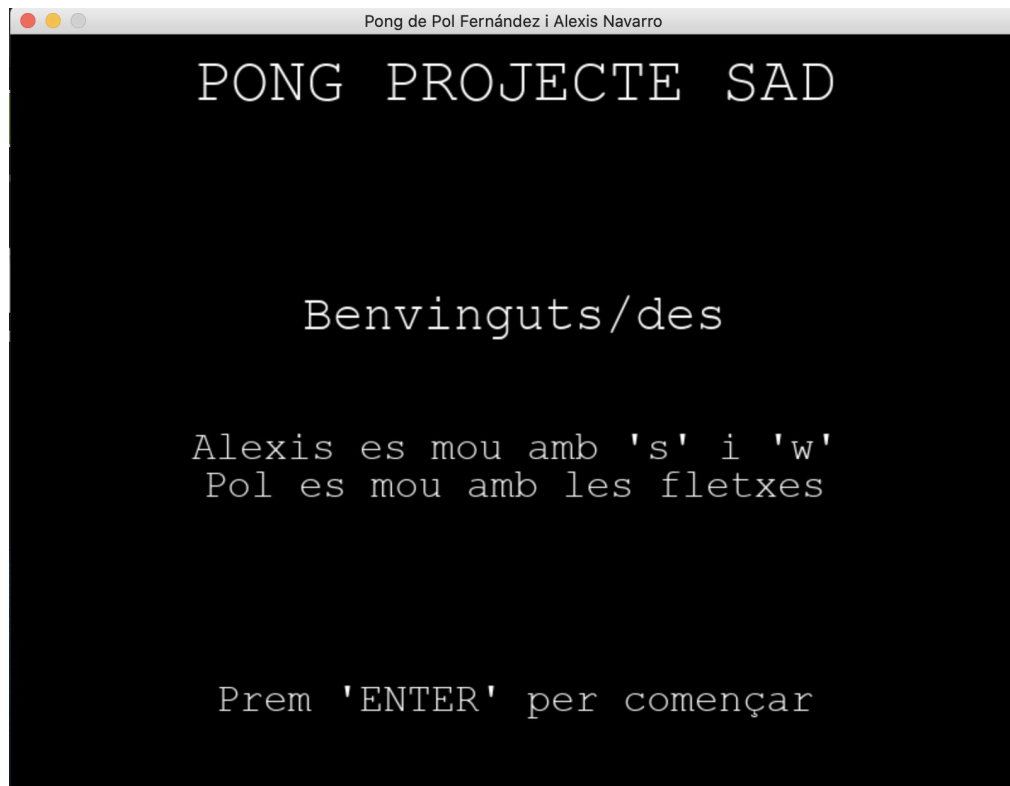 Pong de Pol Fernández i Alexis Navarro
PONG PROJECTE SAD
Benvinguts/des
Alexis es mou amb 's' i 'w'
Pol es mou amb les fletxes
Prem 'ENTER' per començar